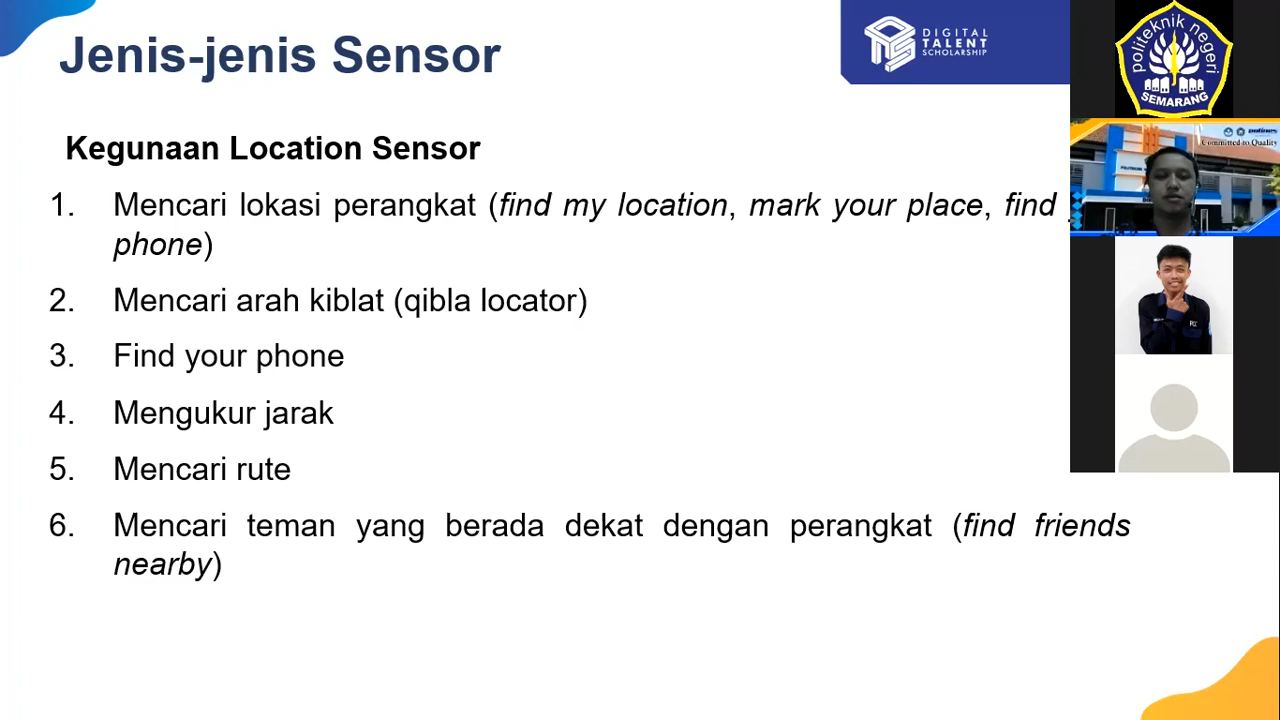 Jenis-jenis Sensor
DIGITAL
TALENT
SCHOLARSHIP
politeknik negeri
SEMARANG
polines
Committed to Quality
Kegunaan Location Sensor
1. Mencari lokasi perangkat (find my location, mark your place, find
phone)
2. Mencari arah kiblat (qibla locator)
3. Find your phone
4. Mengukur jarak
5. Mencari rute
6. Mencari teman yang berada dekat dengan perangkat (find friends
nearby)